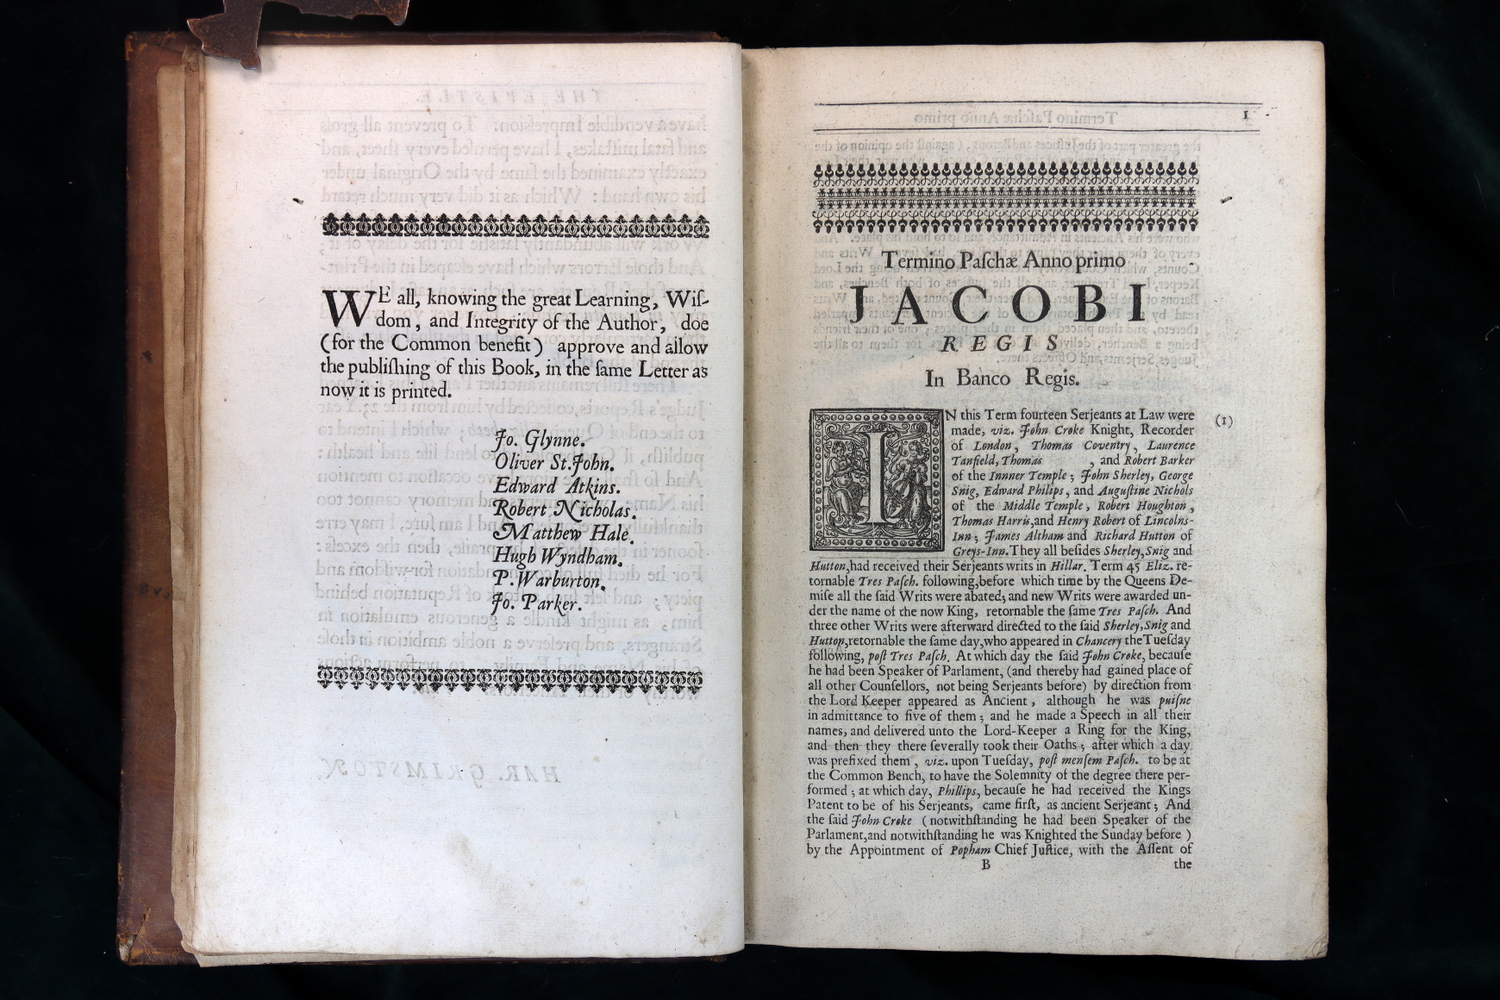 WE all, knowing the great Learning, Wiſ-
dom, and Integrity of the Author, doe
(for the Common benefit) approve and allow
the publiſhing of this Book, in the ſame Letter as
now it is printed.
Jo. Glynne.
Oliver St.John.
Edward Atkins.
Robert Nicholas.
Matthew Hale.
Hugh Wyndham.
P. Warburton.
Jo. Parker.
1
Termino Paſchæ Anno primo
JACOBI
REGIS
In Banco Regis.
IN this Term fourteen Serjeants at Law were (1)
made, viz. John Croke Knight, Recorder
of London, Thomas Coventry, Laurence
Tanfield, Thomas , and Robert Barker
of the Innner Temple; John Sherley, George
Snig, Edward Philips, and Auguſtine Nichols
of the Middle Temple, Robert Houghton,
Thomas Harris,and Henry Robert of Lincolns-
Inn; James Altham and Richard Hutton of
Greys-Inn. They all beſides Sherley,Snig and
Hutton,had received their Serjeants writs in Hillar. Term 45 Eliz. re-
tornable Tres Paſch. following,before which time by the Queens De-
miſe all the ſaid Writs were abated; and new Writs were awarded un-
der the name of the now King, retornable the ſame Tres Paſch. And
three other Writs were afterward directed to the ſaid Sherley,Snig and
Hutton,retornable the ſame day,who appeared in Chancery the Tueſday
following, poſt Tres Paſch. At which day the ſaid John Croke, becauſe
he had been Speaker of Parlament, (and thereby had gained place of
all other Counſellors, not being Serjeants before) by direction from
the Lord Keeper appeared as Ancient, although he was puiſne
in admittance to five of them; and he made a Speech in all their
names, and delivered unto the Lord-Keeper a Ring for the King,
and then they there ſeverally took their Oaths; after which a day
was prefixed them, viz. upon Tueſday, poſt menſem Paſch. to be at
the Common Bench, to have the Solemnity of the degree there per-
formed; at which day, Phillips, becauſe he had received the Kings
Patent to be of his Serjeants, came firſt, as ancient Serjeant; And
the ſaid John Croke (notwithſtanding he had been Speaker of the
Parlament,and notwithſtanding he was Knighted the Sunday before)
by the Appointment of Popham Chief Juſtice, with the Aſſent of
B the